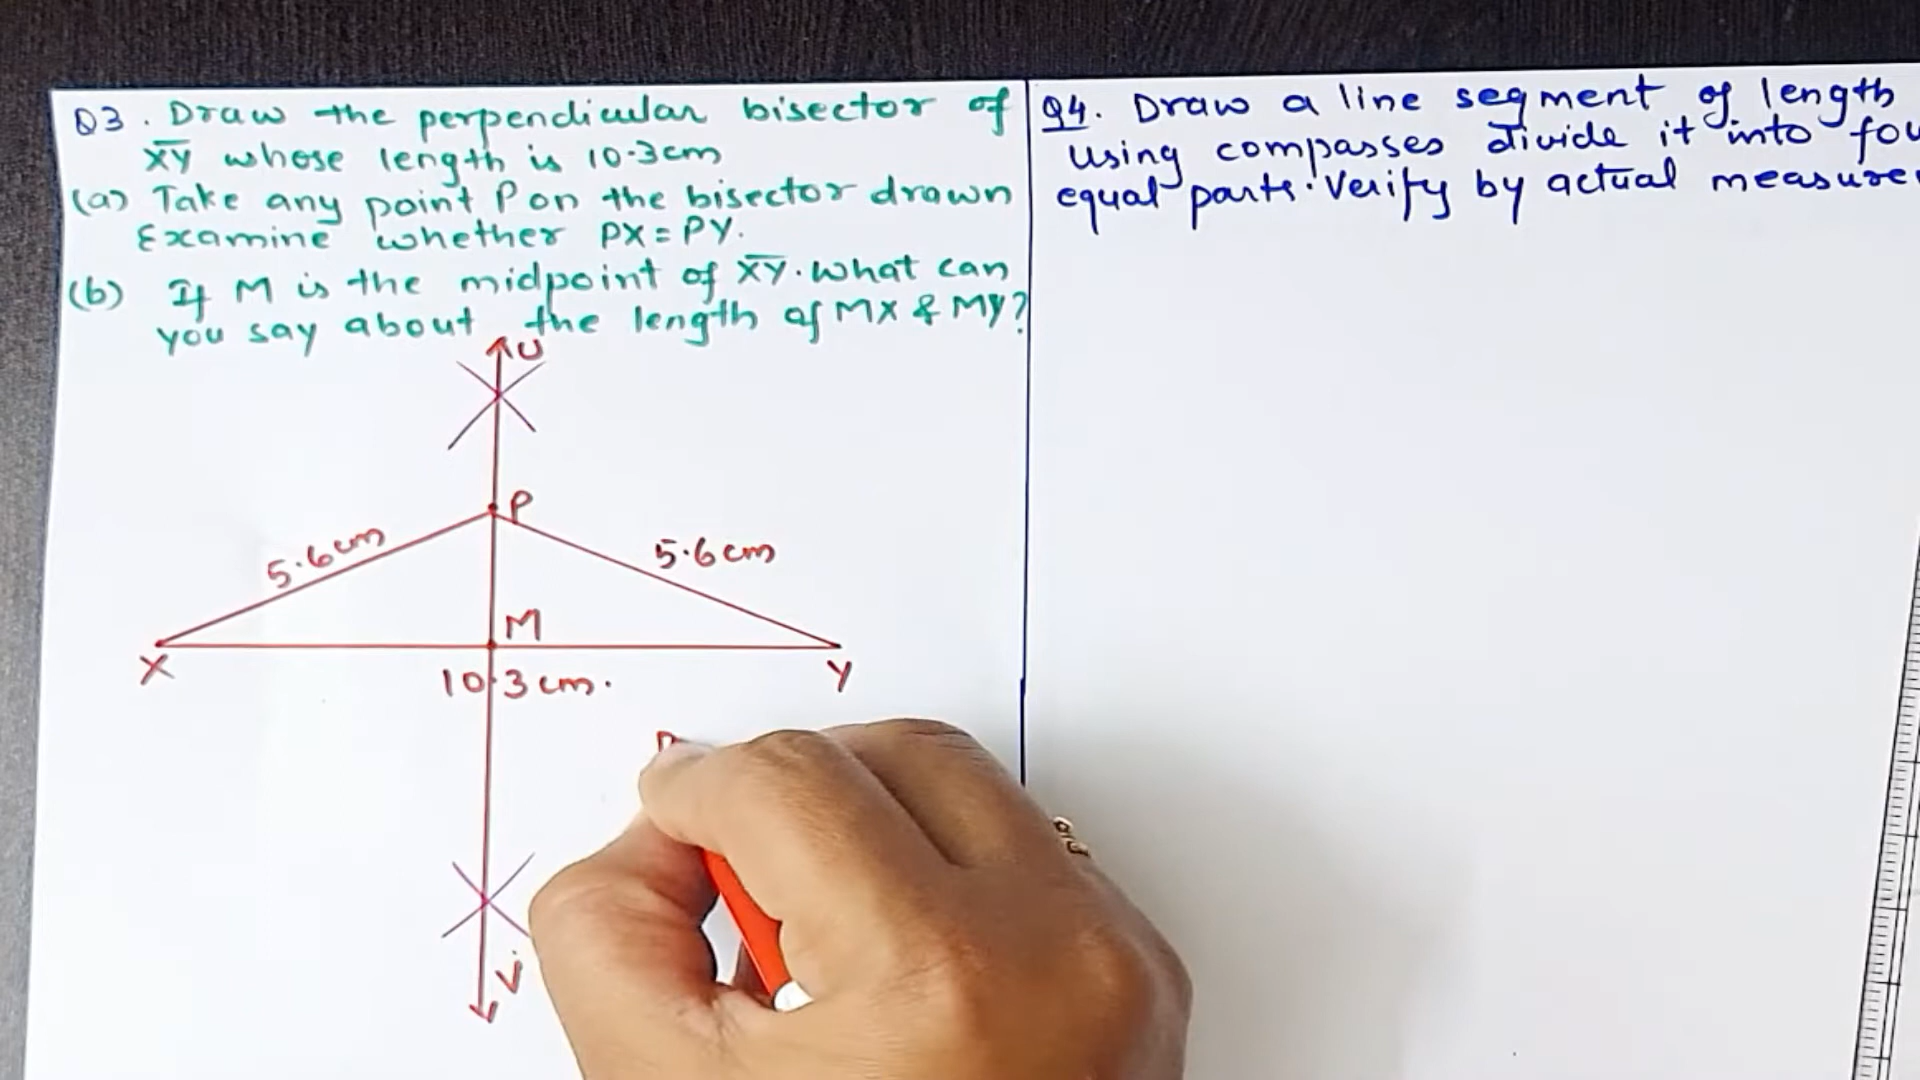 Q3. Draw the perpendicular bisector of
XY whose length is 10.3cm
(a) Take any point P on the bisector drawn
Examine whether PX = PY.
(b) If M is the midpoint of XY. What can
you say about the length of MX & MY?
U
P
5.6cm
5.6cm
M
X
Y
10.3cm.
V
Q4. Draw a line segment of length
Using compasses divide it into
equal parts. Verify by actual